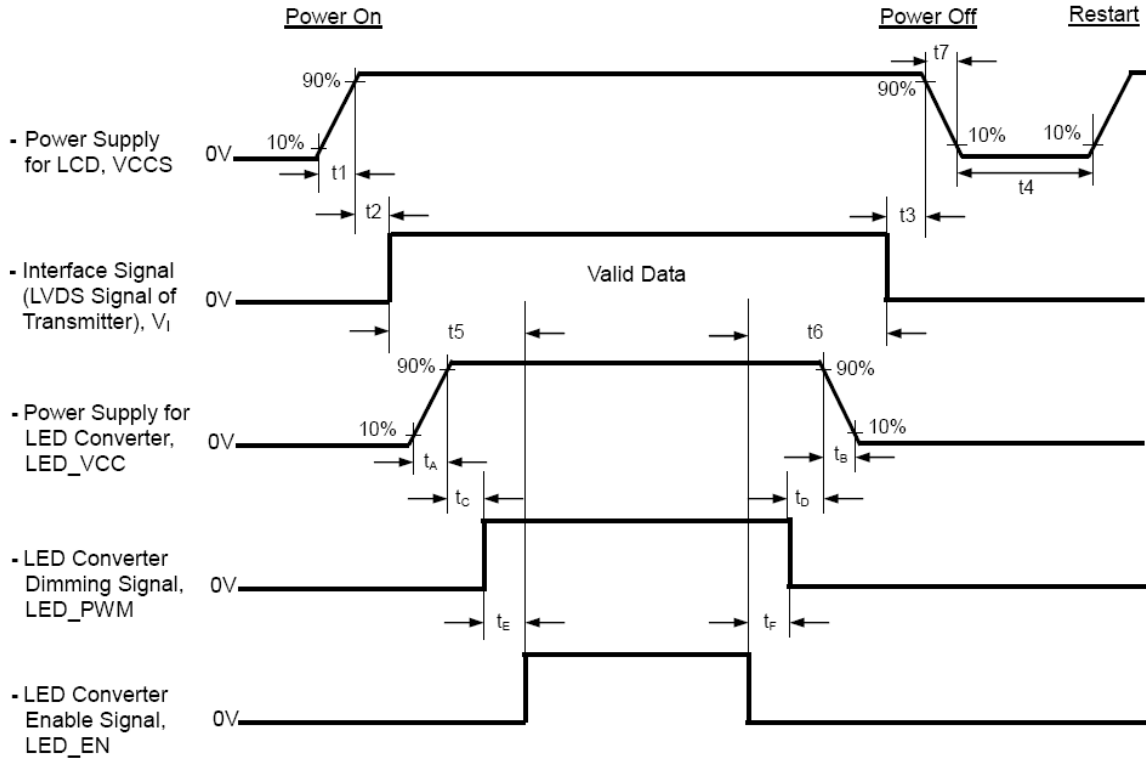 Power On
Power Off
Restart
t7
90%
90%
10%
10%
10%
- Power Supply
for LCD, VCCS
0V
t1
t4
t2
t3
- Interface Signal
(LVDS Signal of
Transmitter), VI
0V
Valid Data
t5
t6
90%
90%
- Power Supply for
LED Converter,
LED_VCC
0V
10%
10%
tA
tB
tC
tD
- LED Converter
Dimming Signal,
LED_PWM
0V
tE
tF
- LED Converter
Enable Signal,
LED_EN
0V